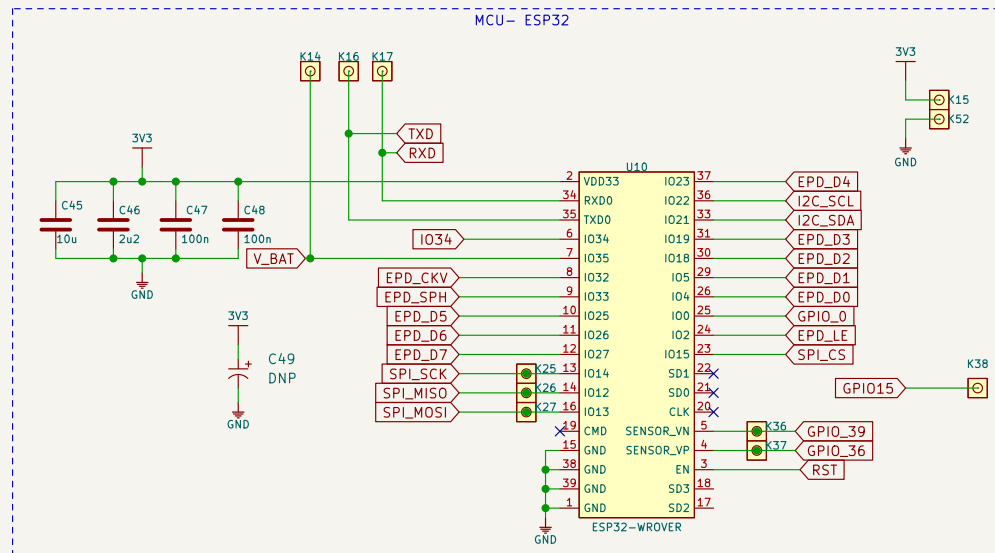 MCU- ESP32
K14
K16
K17
3V3
K15
K52
GND
TXD
RXD
3V3
C45
10u
C46
2u2
C47
100n
C48
100n
GND
V_BAT
IO34
EPD_CKV
EPD_SPH
EPD_D5
EPD_D6
EPD_D7
SPI_SCK
SPI_MISO
SPI_MOSI
K25
K26
K27
3V3
C49
DNP
GND
U10
2 VDD33 IO23 37 EPD_D4
34 RXD0 IO22 36 I2C_SCL
35 TXD0 IO21 33 I2C_SDA
6 IO34 IO19 31 EPD_D3
7 IO35 IO18 30 EPD_D2
8 IO32 IO5 29 EPD_D1
9 IO33 IO4 26 EPD_D0
10 IO25 IO0 25 GPIO_0
11 IO26 IO2 24 EPD_LE
12 IO27 IO15 23 SPI_CS
13 IO14 SD1 22
14 IO12 SD0 21
16 IO13 CLK 20
19 CMD SENSOR_VN 5 K36 GPIO_39
15 GND SENSOR_VP 4 K37 GPIO_36
38 GND EN 3 RST
39 GND SD3 18
1 GND SD2 17
ESP32-WROVER
GND
K38
GPIO15